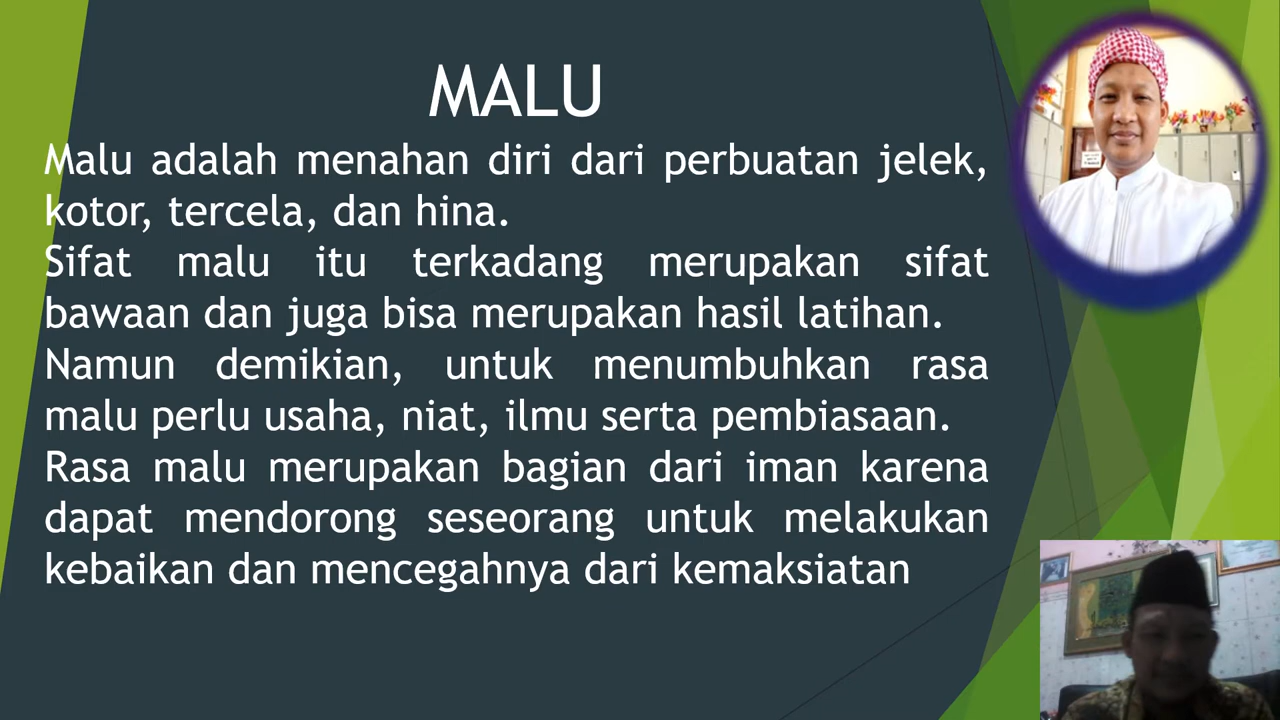 MALU
Malu adalah menahan diri dari perbuatan jelek,
kotor, tercela, dan hina.
Sifat malu itu terkadang merupakan sifat
bawaan dan juga bisa merupakan hasil latihan.
Namun demikian, untuk menumbuhkan rasa
malu perlu usaha, niat, ilmu serta pembiasaan.
Rasa malu merupakan bagian dari iman karena
dapat mendorong seseorang untuk melakukan
kebaikan dan mencegahnya dari kemaksiatan